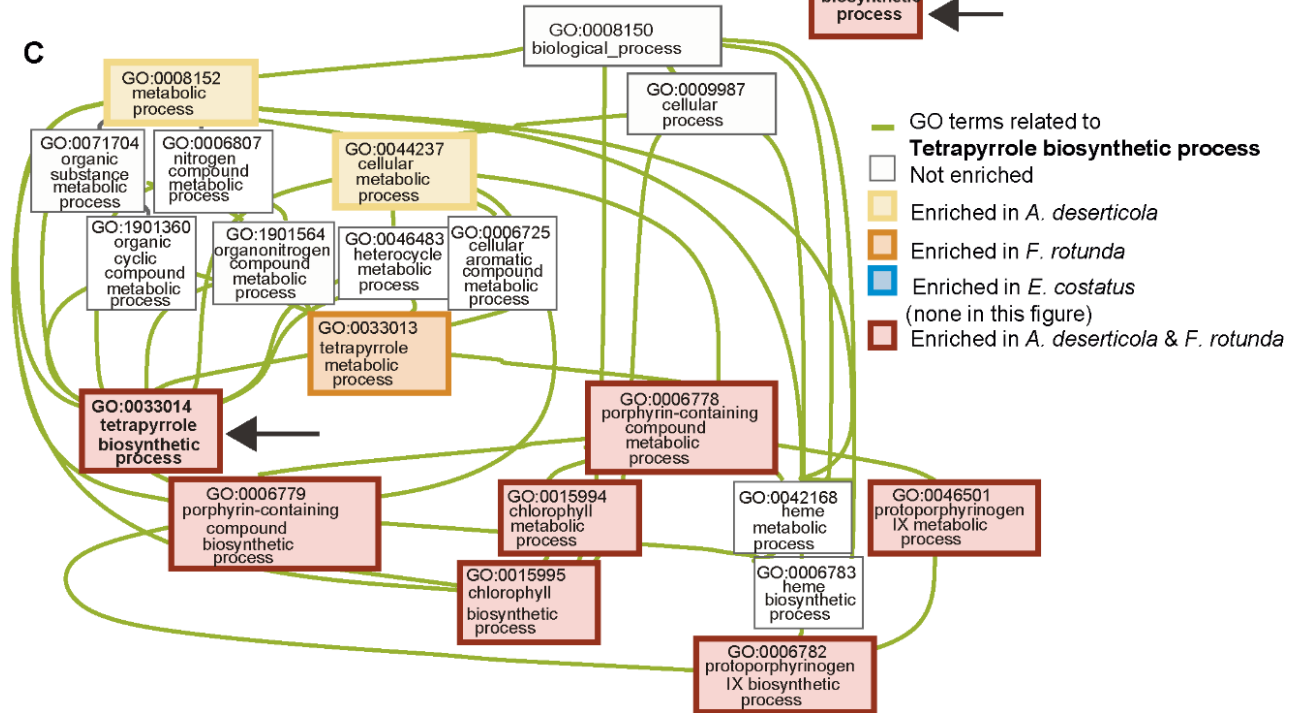 biosynthetic
process
C
GO:0008150
biological_process
GO:0008152
metabolic
process
GO:0009987
cellular
process
GO:0071704
organic
substance
metabolic
process
GO:0006807
nitrogen
compound
metabolic
process
GO:0044237
cellular
metabolic
process
GO:1901360
organic
cyclic
compound
metabolic
process
GO:1901564
organonitrogen
compound
metabolic
process
GO:0046483
heterocycle
metabolic
process
GO:0006725
cellular
aromatic
compound
metabolic
process
GO:0033013
tetrapyrrole
metabolic
process
GO:0033014
tetrapyrrole
biosynthetic
process
GO:0006778
porphyrin-containing
compound
metabolic
process
GO:0006779
porphyrin-containing
compound
biosynthetic
process
GO:0015994
chlorophyll
metabolic
process
GO:0042168
heme
metabolic
process
GO:0046501
protoporphyrinogen
IX metabolic
process
GO:0015995
chlorophyll
biosynthetic
process
GO:0006783
heme
biosynthetic
process
GO:0006782
protoporphyrinogen
IX biosynthetic
process
GO terms related to
Tetrapyrrole biosynthetic process
Not enriched
Enriched in A. deserticola
Enriched in F. rotunda
Enriched in E. costatus
(none in this figure)
Enriched in A. deserticola & F. rotunda